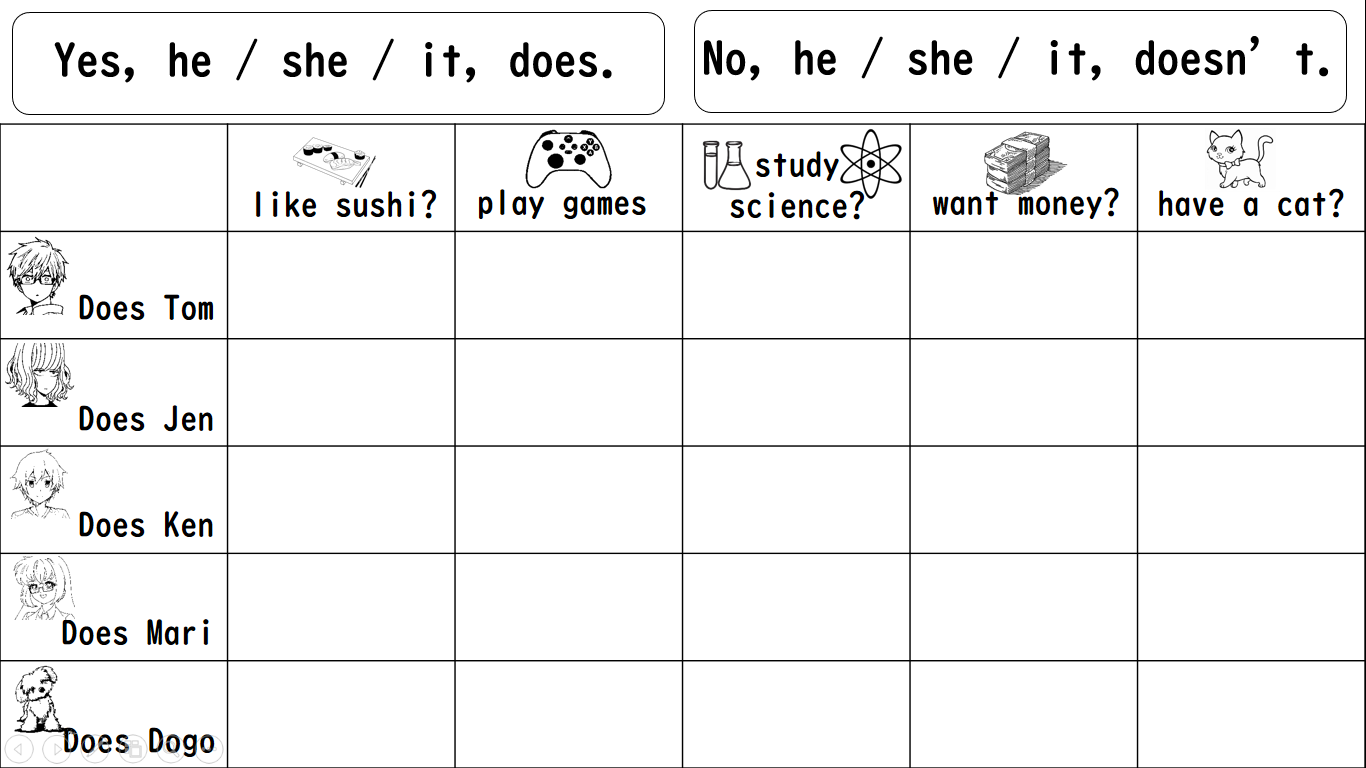 Yes, he / she / it, does.
No, he / she / it, doesn’t.
like sushi?
play games
study
science?
want money?
have a cat?
Does Tom
Does Jen
Does Ken
Does Mari
Does Dogo